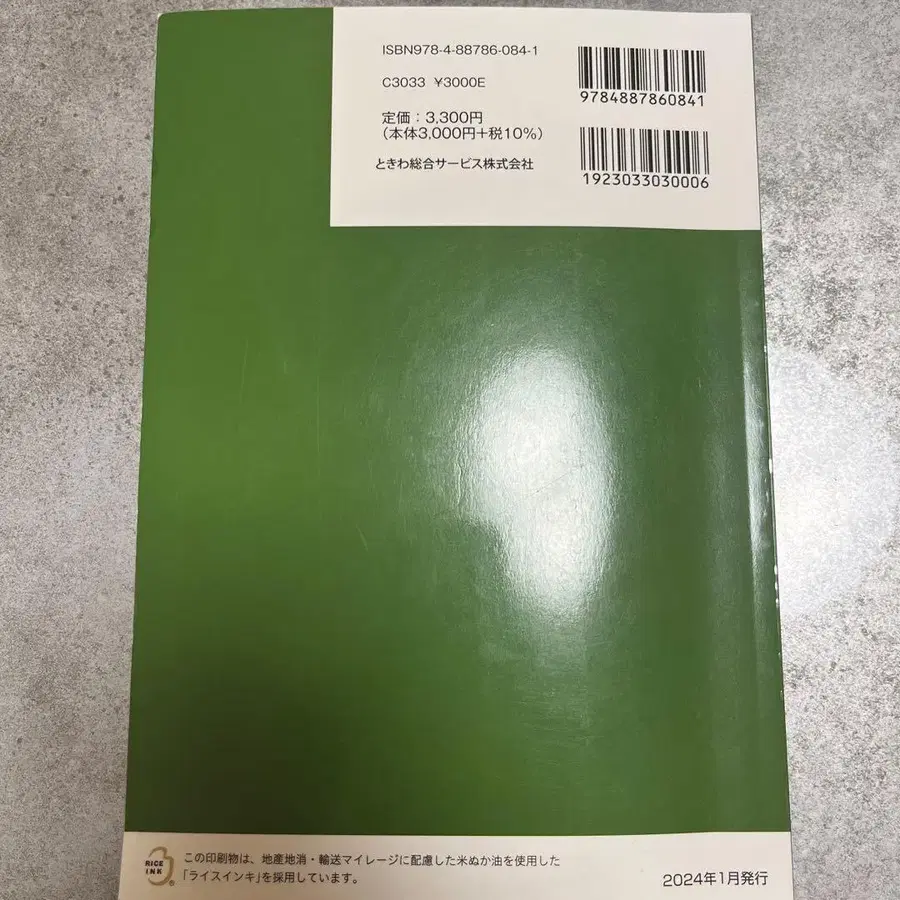 ISBN978-4-88786-084-1
C3033 ¥3000E
定価：3,300円
（本体3,000円＋税10％）
ときわ総合サービス株式会社
9784887860841
1923033030006
RICE
INK
この印刷物は、地産地消・輸送マイレージに配慮した米ぬか油を使用した
「ライスインキ」を採用しています。
2024年1月発行